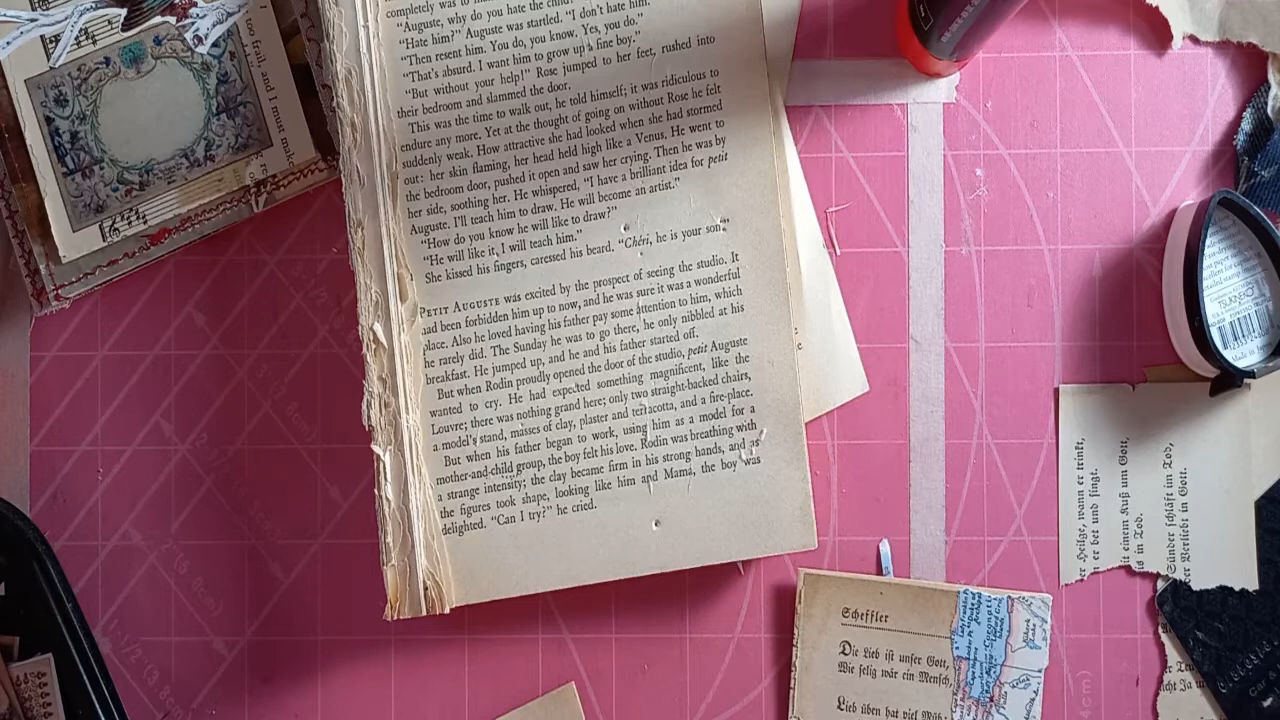 completely was to
"Auguste, why do you hate the child?"
"Hate him?" Auguste was startled. "I don't hate him."
"Then resent him. You do, you know. Yes, you do."
"That's absurd. I want him to grow up a fine boy."
"But without your help!" Rose jumped to her feet, rushed into
their bedroom and slammed the door.
This was the time to walk out, he told himself; it was ridiculous to
endure any more. Yet at the thought of going on without Rose he felt
suddenly weak. How attractive she had looked when she had stormed
out: her skin flaming, her head held high like a Venus. He went to
the bedroom door, pushed it open and saw her crying. Then he was by
her side, soothing her. He whispered, "I have a brilliant idea for petit
Auguste. I'll teach him to draw. He will become an artist."
"How do you know he will like to draw?"
"He will like it, I will teach him."
She kissed his fingers, caressed his beard. "Chéri, he is your son."
PETIT AUGUSTE was excited by the prospect of seeing the studio. It
had been forbidden him up to now, and he was sure it was a wonderful
place. Also he loved having his father pay some attention to him, which
he rarely did. The Sunday he was to go there, he only nibbled at his
breakfast. He jumped up, and he and his father started off.
But when Rodin proudly opened the door of the studio, petit Auguste
wanted to cry. He had expected something magnificent, like the
Louvre; there was nothing grand here; only two straight-backed chairs,
a model's stand, masses of clay, plaster and terracotta, and a fire-place.
But when his father began to work, using him as a model for a
mother-and-child group, the boy felt his love. Rodin was breathing with
a strange intensity; the clay became firm in his strong hands, and as
the figures took shape, looking like him and Mama, the boy was
delighted. "Can I try?" he cried.
too frail, and I must make
TSUKINEKO
Made in
er Heilge, wann er trinkt,
n er bet und singt.
it einem Kuß um Gott,
is in Tod.
Sünder schläft im Tod,
der Verliebt in Gott.
Scheffler
Die Lieb ist unser Gott,
Wie selig wär ein Mensch,
Lieb üben hat viel Müh:
Coronati